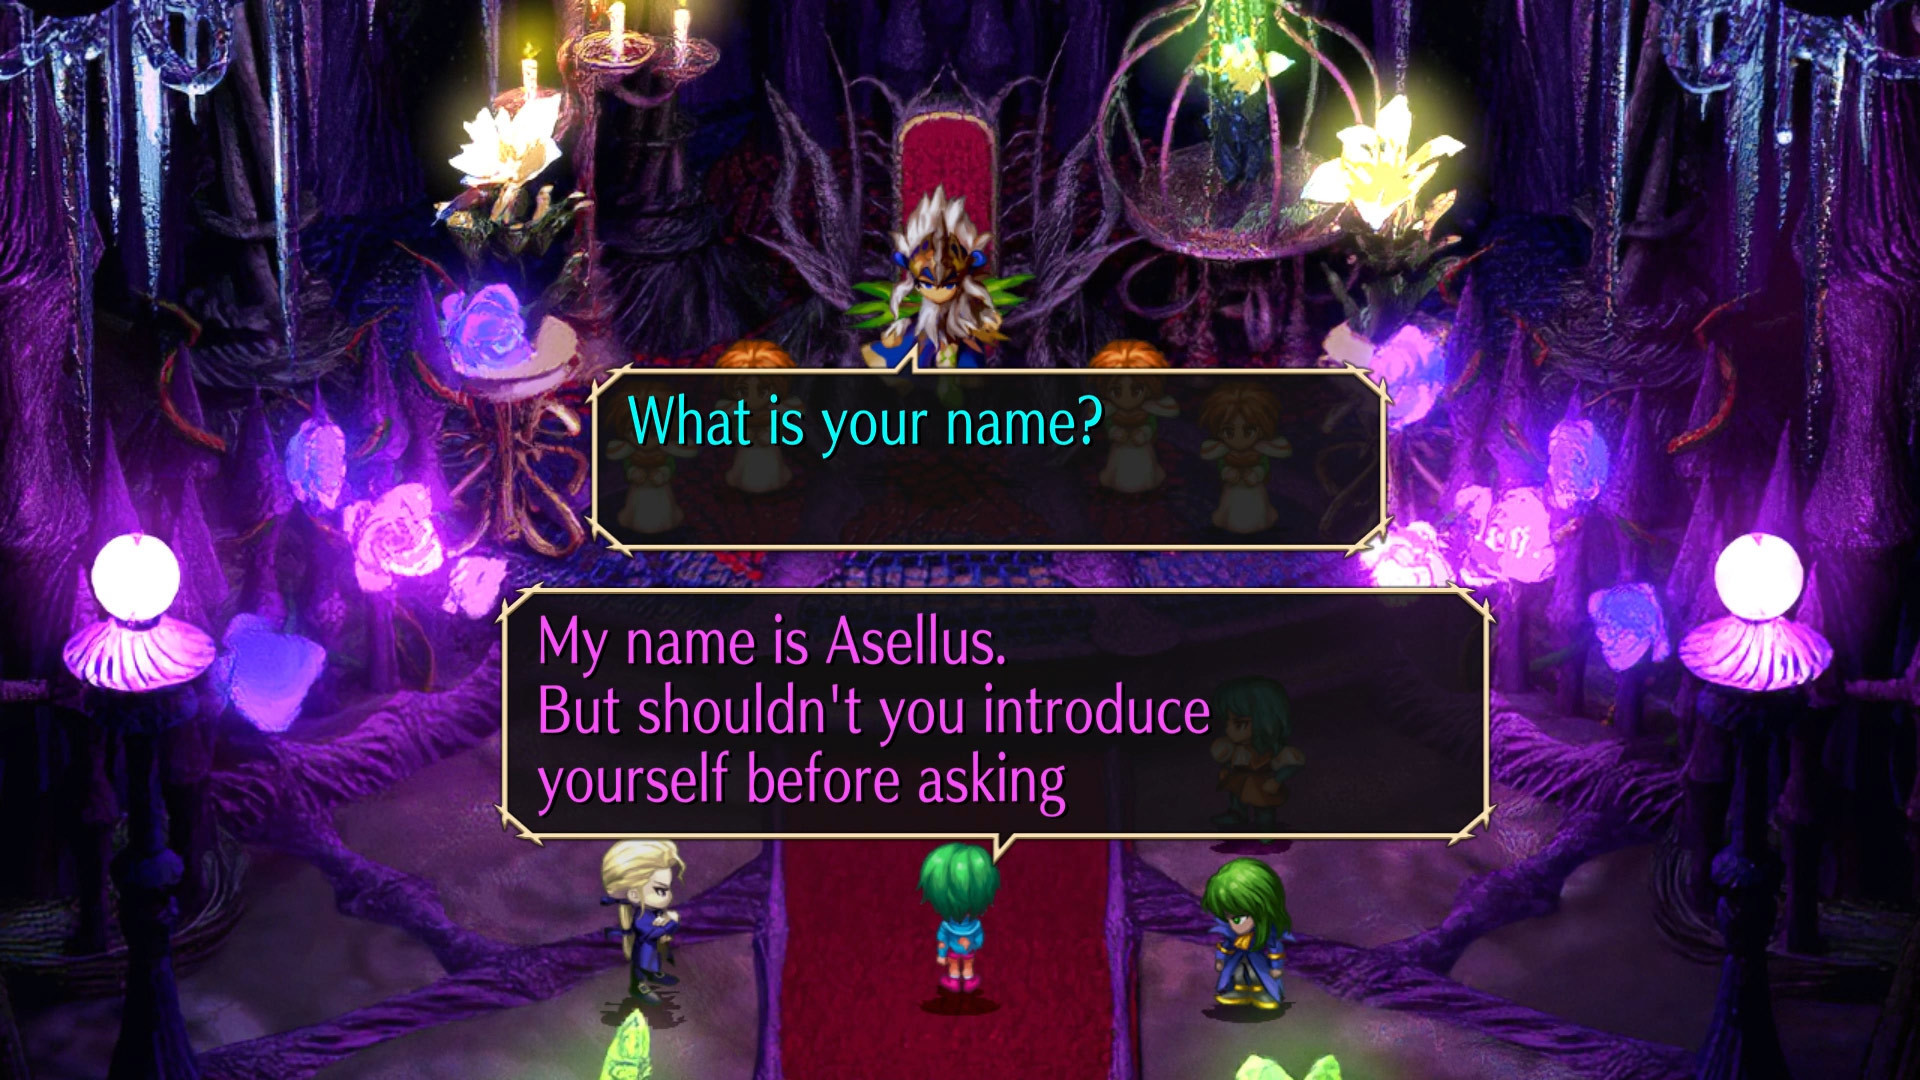 What is your name?
My name is Asellus.
But shouldn't you introduce
yourself before asking